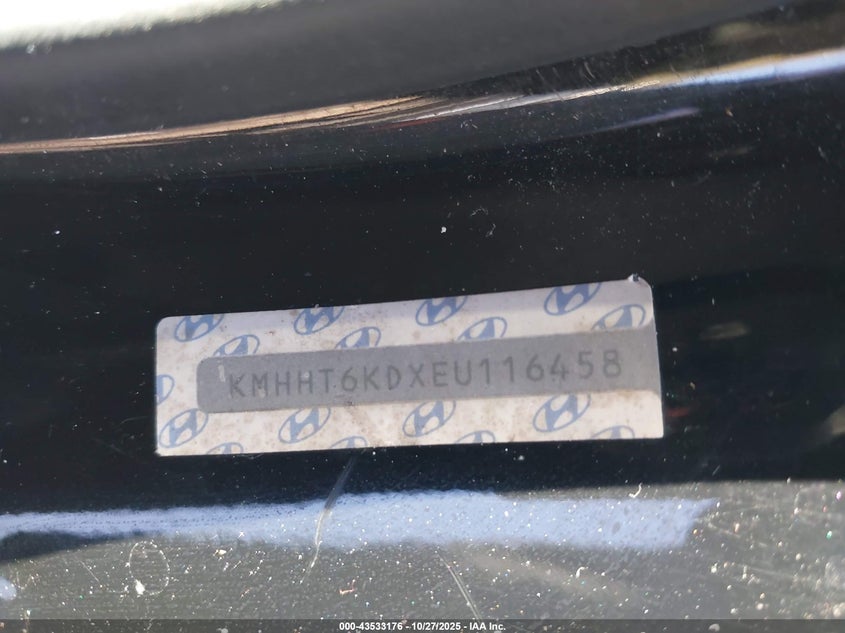 KMHHT6KDXEU116458
000-43533176 • 10/27/2025 • IAA Inc.